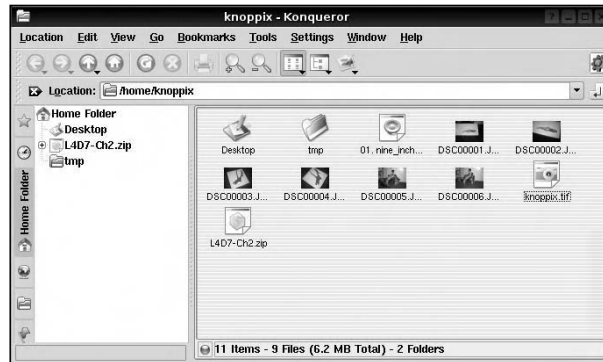 knoppix - Konqueror
Location Edit View Go Bookmarks Tools Settings Window Help
Location: /home/knoppix
Home Folder
Desktop
L4D7-Ch2.zip
tmp
Home Folder
Desktop tmp 01. nine_inch... DSC00001.J... DSC00002.J...
DSC00003.J... DSC00004.J... DSC00005.J... DSC00006.J... knoppix.tif
L4D7-Ch2.zip
11 Items - 9 Files (6.2 MB Total) - 2 Folders